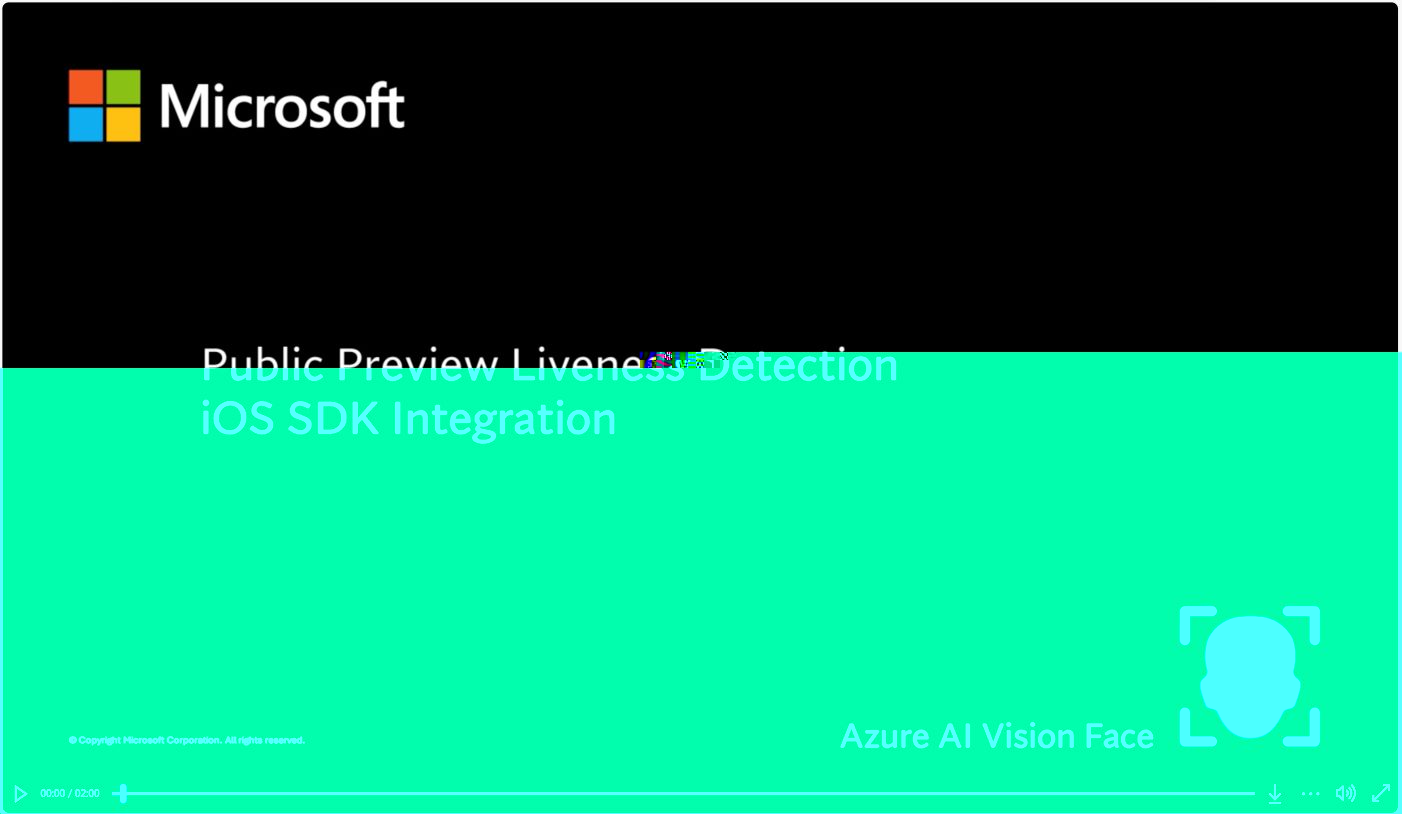 Microsoft
Public Preview Liveness Detection
iOS SDK Integration
Azure AI Vision Face
© Copyright Microsoft Corporation. All rights reserved.
00:00 / 02:00